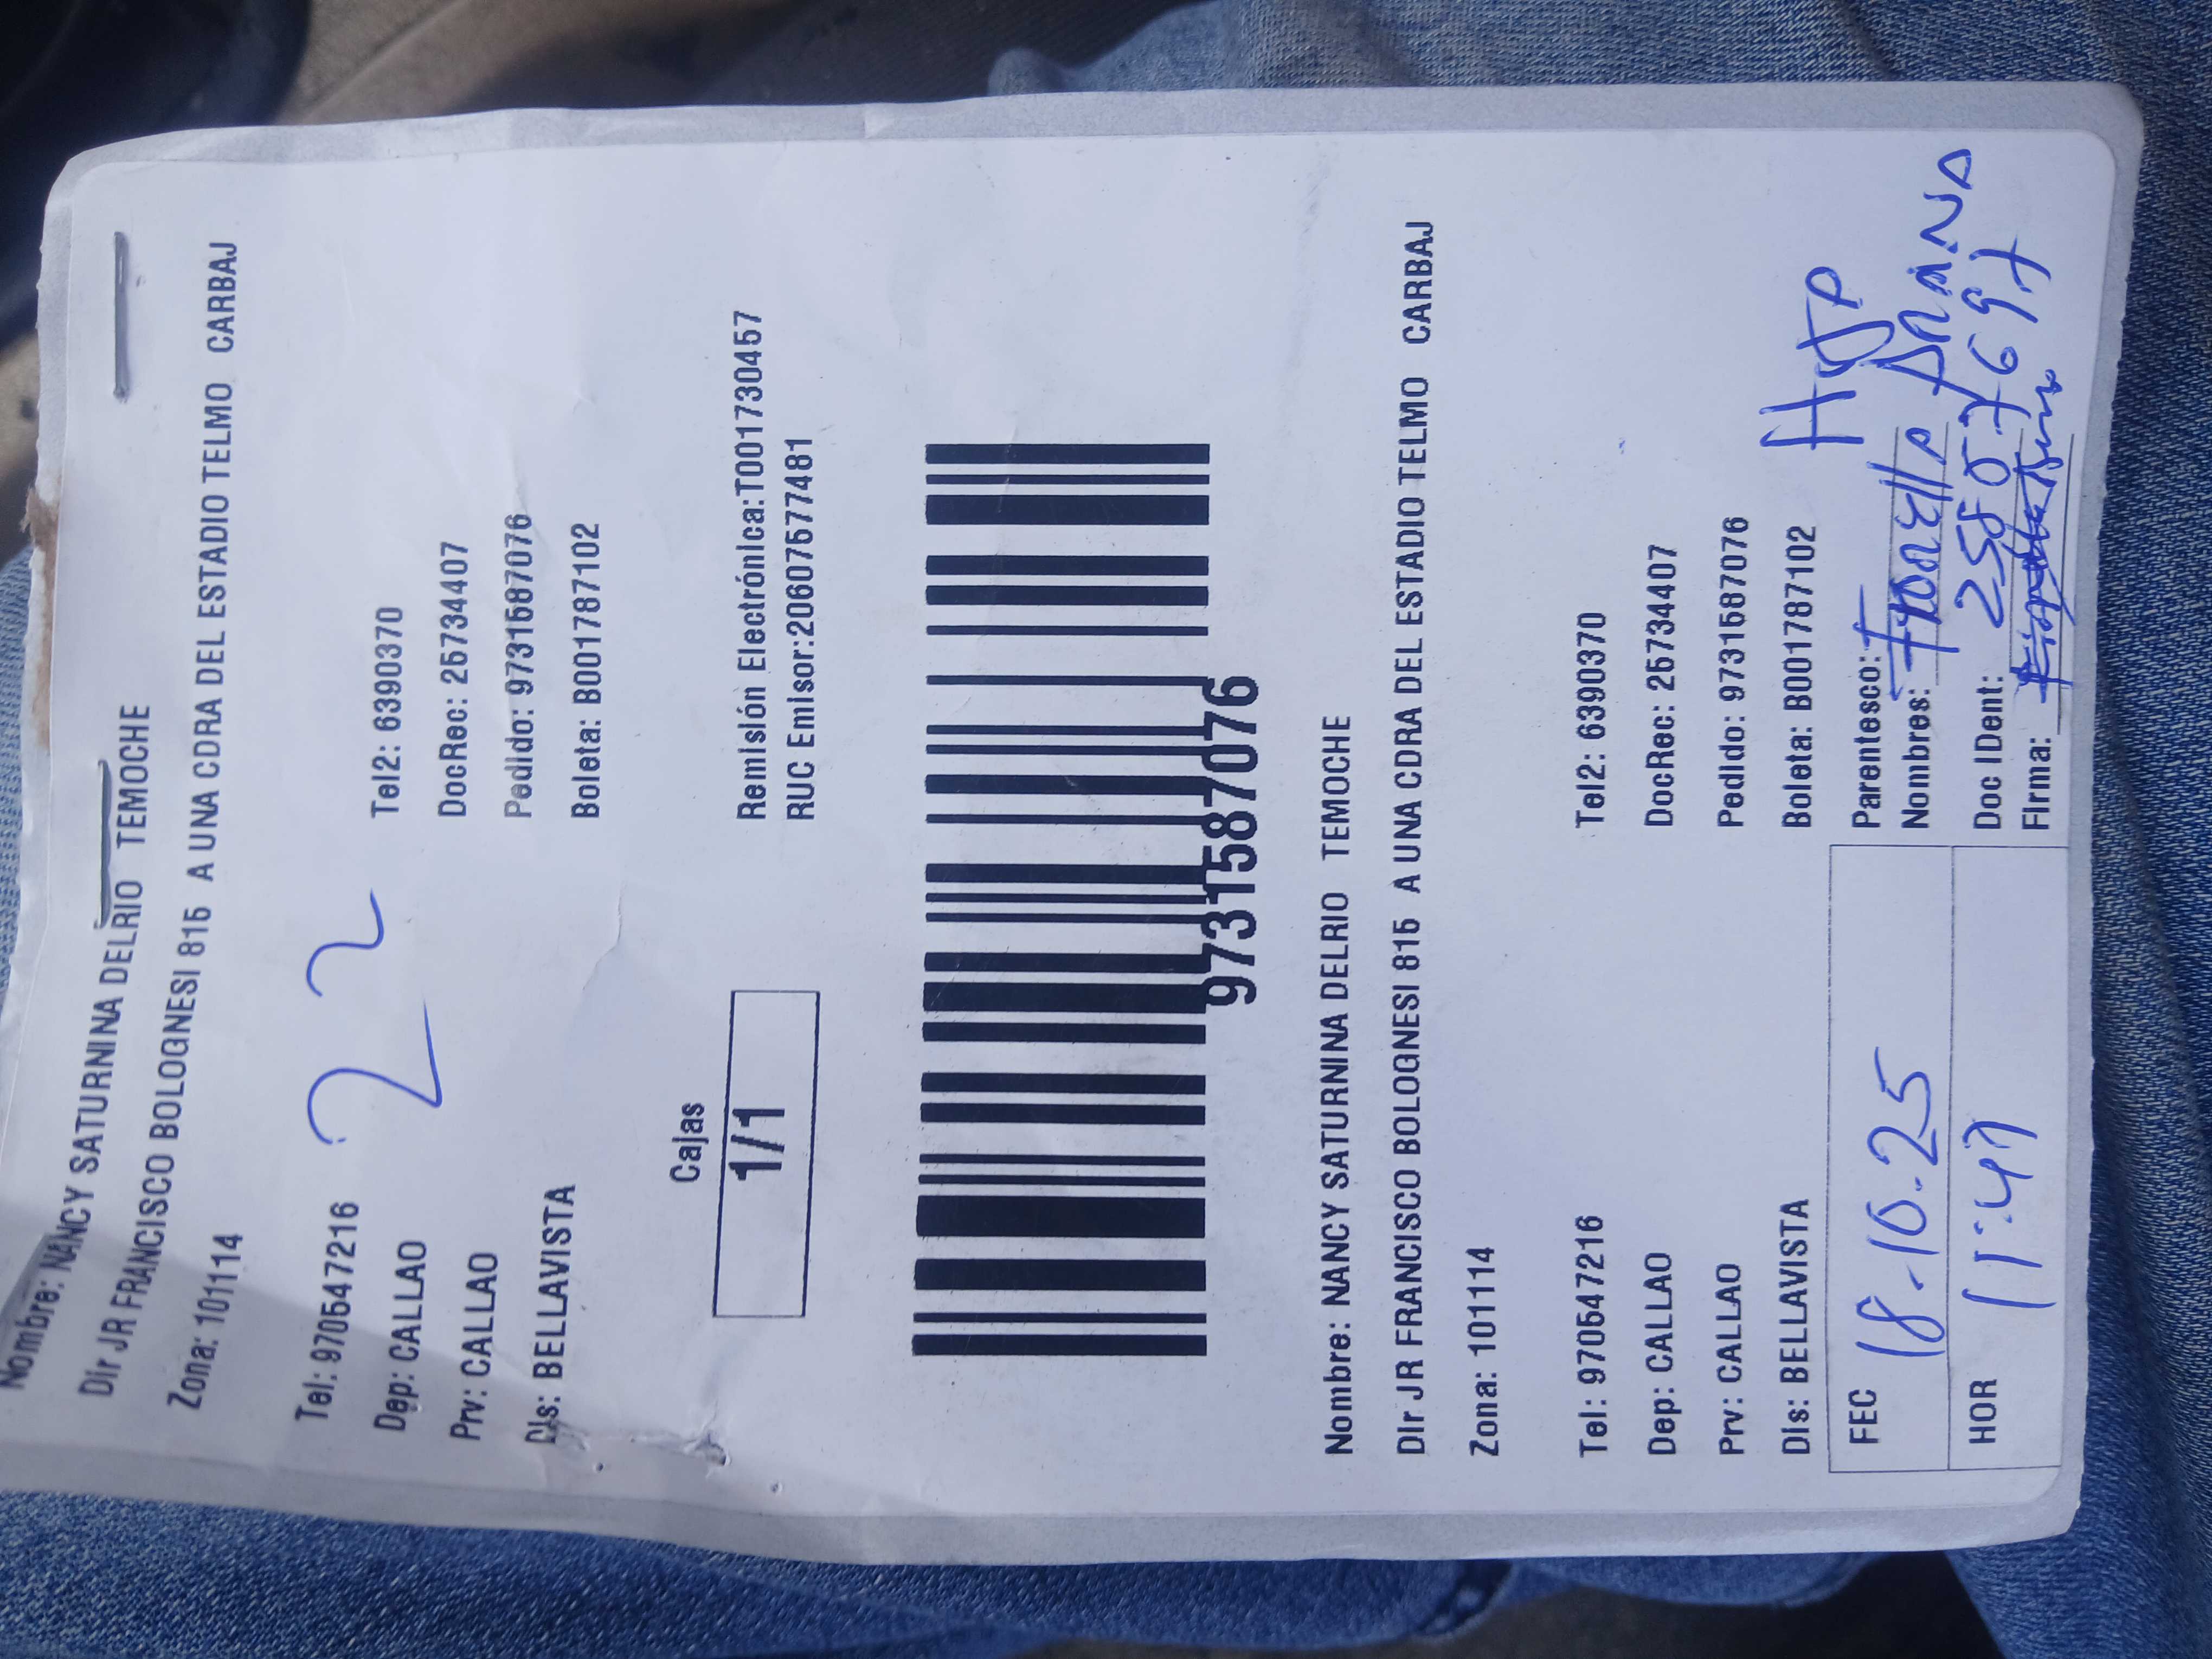 Nombre: NANCY SATURNINA DELRIO TEMOCHE
Dir JR FRANCISCO BOLOGNESI 815 A UNA CDRA DEL ESTADIO TELMO CARBAJ
Zona: 101114
22
Tel: 970547216 Tel2: 6390370
Dep: CALLAO DocRec: 25734407
Prv: CALLAO Pedido: 9731587076
Dis: BELLAVISTA Boleta: B001787102
Cajas
1/1
Remisión Electrónica:T001730457
RUC Emisor:20607577481
9731587076
Nombre: NANCY SATURNINA DELRIO TEMOCHE
Dir JR FRANCISCO BOLOGNESI 815 A UNA CDRA DEL ESTADIO TELMO CARBAJ
Zona: 101114
Tel: 970547216 Tel2: 6390370
Dep: CALLAO DocRec: 25734407
Prv: CALLAO Pedido: 9731587076
Dis: BELLAVISTA Boleta: B001787102
FEC 18-10-25
HOR 11:47
Parentesco:
Nombres: Fiorella Arana
Doc IDent: 25857697
Firma: